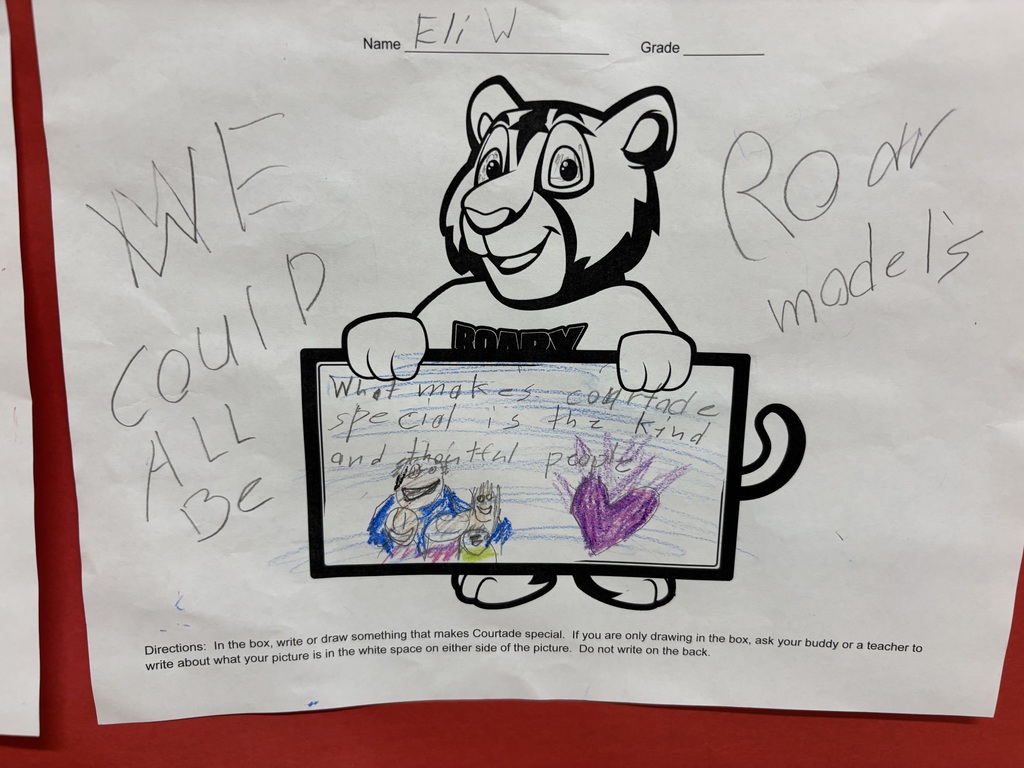 Name Eli W Grade
WE
COUlD
ALL
Be
ROar
model's
ROARY
What makes courtade
special is the kind
and thoutful people
Directions: In the box, write or draw something that makes Courtade special. If you are only drawing in the box, ask your buddy or a teacher to
write about what your picture is in the white space on either side of the picture. Do not write on the back.